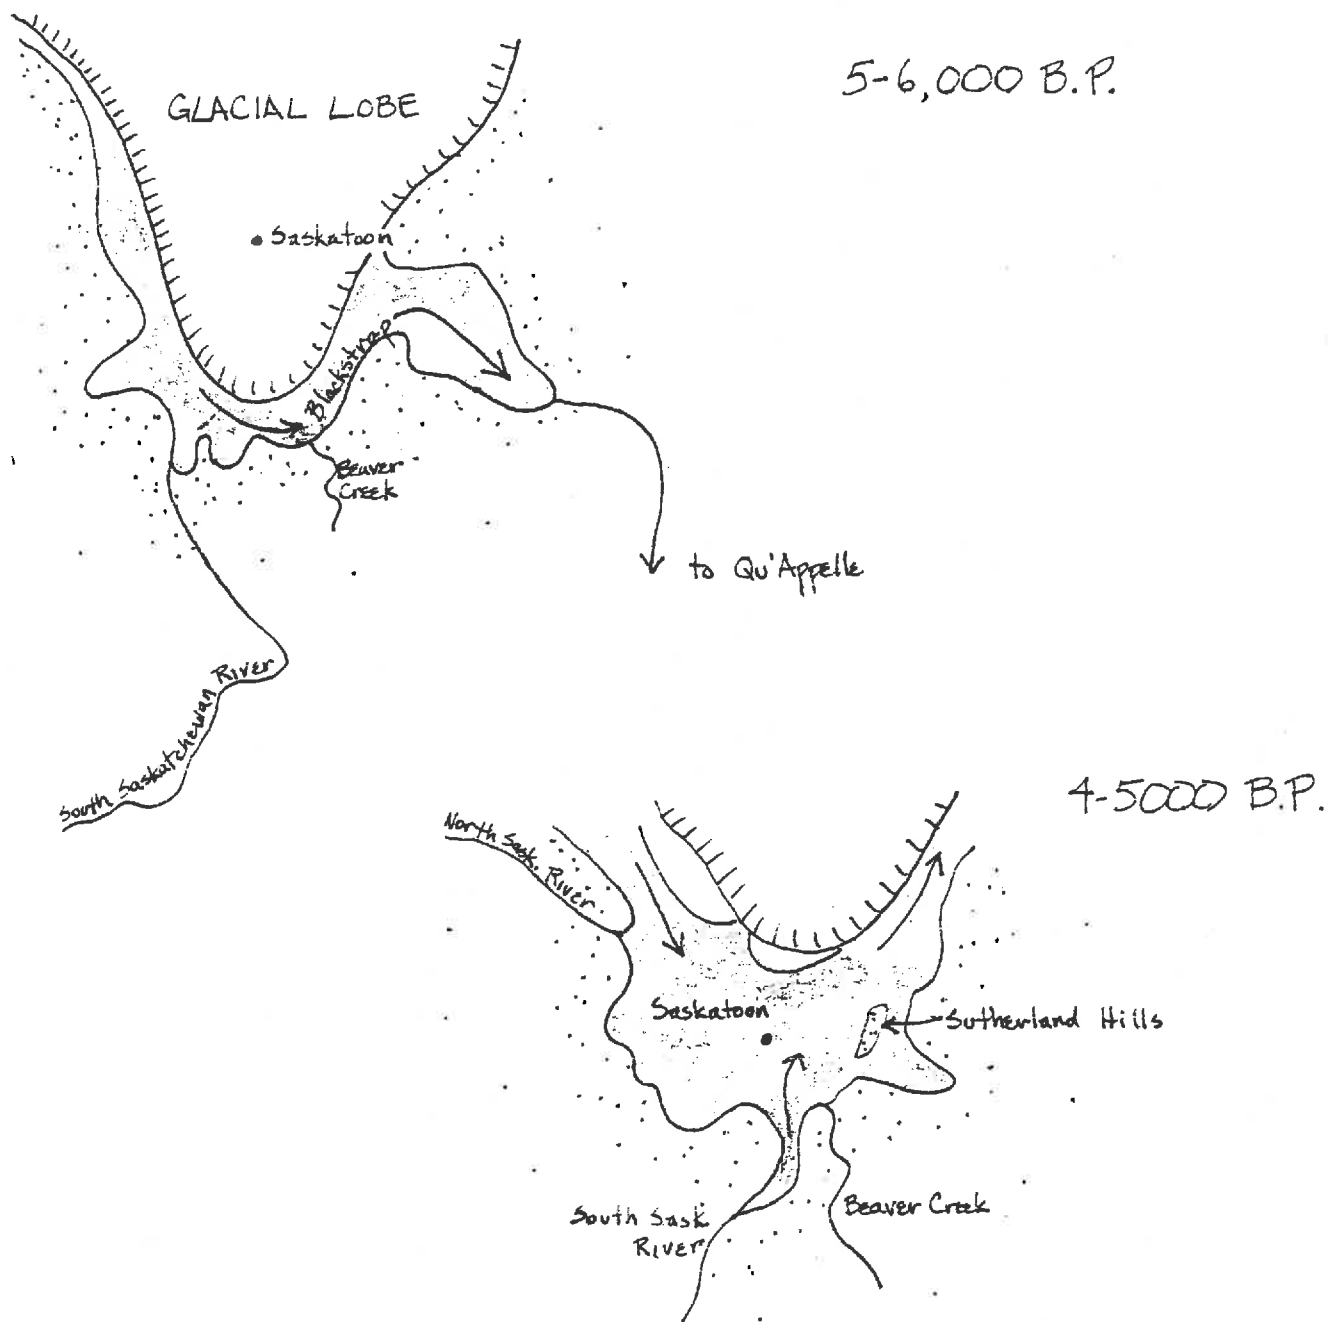 5-6,000 B.P.
GLACIAL LOBE
Saskatoon
Blackstrap
Beaver
Creek
to Qu'Appelle
South Saskatchewan River
4-5000 B.P.
North Sask. River
Saskatoon
Sutherland Hills
South Sask
River
Beaver Creek